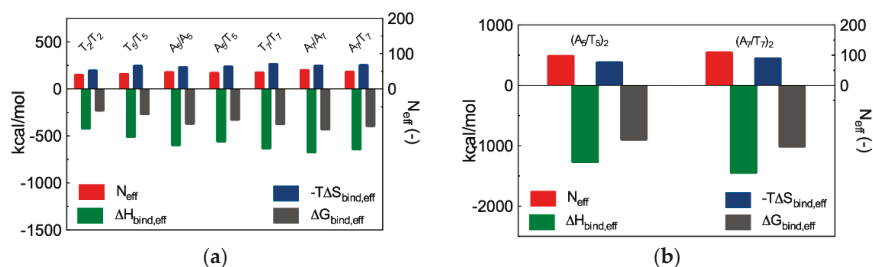 T2/T2 T5/T5 A5/A5 A5/T5 T7/T7 A7/A7 A7/T7
500
0
-500
-1000
-1500
kcal/mol
200
100
0
Neff (-)
Neff
-TΔSbind,eff
ΔHbind,eff
ΔGbind,eff
(a)
(A5/T5)2 (A7/T7)2
1000
0
-1000
-2000
kcal/mol
200
100
0
Neff (-)
Neff
-TΔSbind,eff
ΔHbind,eff
ΔGbind,eff
(b)